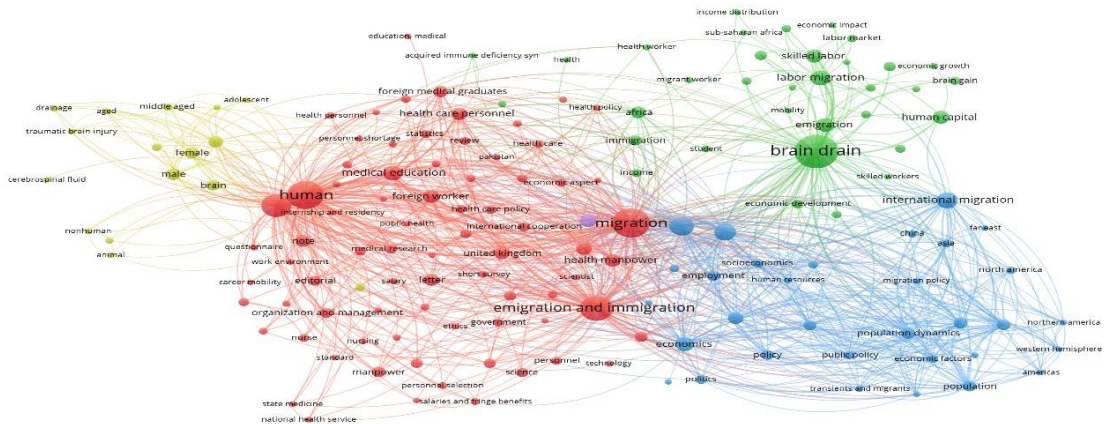 income distribution
economic impact
sub-saharan africa
labor market
education, medical
health worker
skilled labor
acquired immune deficiency syn
health
economic growth
migrant worker
labor migration
brain gain
foreign medical graduates
adolescent
middle aged
drainage
aged
health policy
africa
mobility
human capital
health personnel
health care personnel
emigration
traumatic brain injury
statistics
personnel shortage
review
health care
immigration
student
brain drain
female
pakistan
male
medical education
income
skilled workers
cerebrospinal fluid
brain
economic aspect
human
foreign worker
economic development
international migration
internship and residency
health care policy
public health
migration
international cooperation
far east
nonhuman
note
china
asia
questionnaire
medical research
united kingdom
animal
work environment
health manpower
socioeconomics
north america
career mobility
editorial
salary
letter
short survey
scientist
employment
human resources
migration policy
emigration and immigration
organization and management
ethics
government
northern america
nurse
nursing
economics
population dynamics
standard
policy
public policy
economic factors
western hemisphere
manpower
personnel
technology
science
americas
personnel selection
politics
transients and migrants
population
state medicine
salaries and fringe benefits
national health service